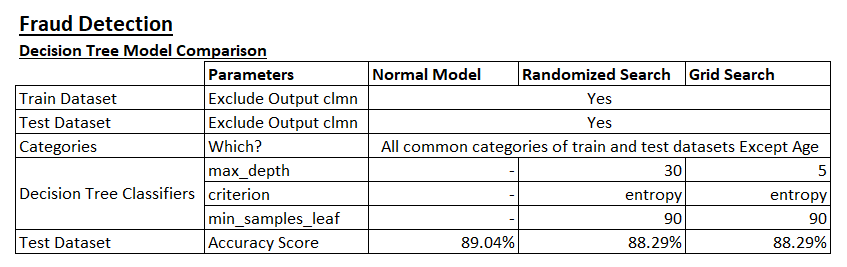 Fraud Detection
Decision Tree Model Comparison
Parameters Normal Model Randomized Search Grid Search
Train Dataset Exclude Output clmn Yes
Test Dataset Exclude Output clmn Yes
Categories Which? All common categories of train and test datasets Except Age
max_depth - 30 5
Decision Tree Classifiers criterion - entropy entropy
min_samples_leaf - 90 90
Test Dataset Accuracy Score 89.04% 88.29% 88.29%